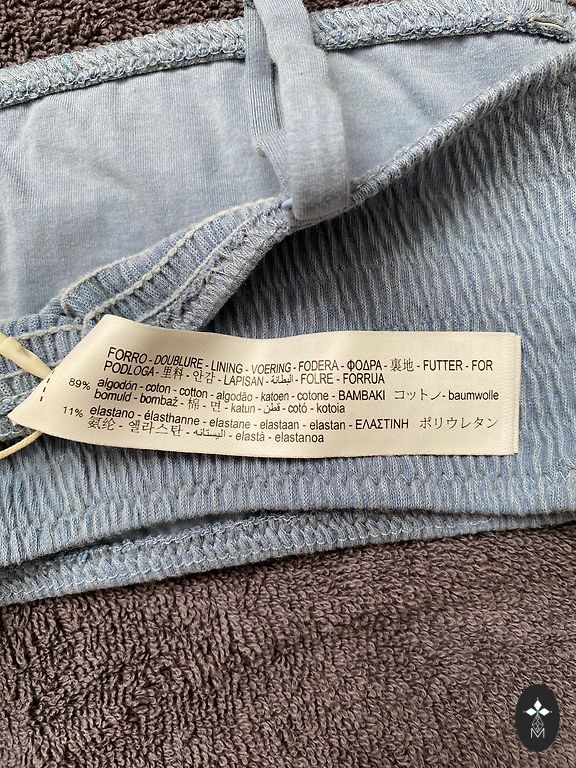 FORRO - DOUBLURE - LINING - VOERING - FODERA - ΦΟΔΡΑ - 裏地 - FUTTER - FOR
PODLOGA - 里料 - 안감 - LAPISAN - البطانة - FOLRE - FORRUA
89% algodón - coton - cotton - algodão - katoen - cotone - BAMBAKI コットン - baumwolle
bomuld - bombaž - 棉 - 면 - katun - قطن - cotó - kotoia
11% elastano - élasthanne - elastane - elastaan - elastan - ΕΛΑΣΤΙΝΗ ポリウレタン
氨纶 - 엘라스탄 - الیستانه - elastà - elastanoa
M